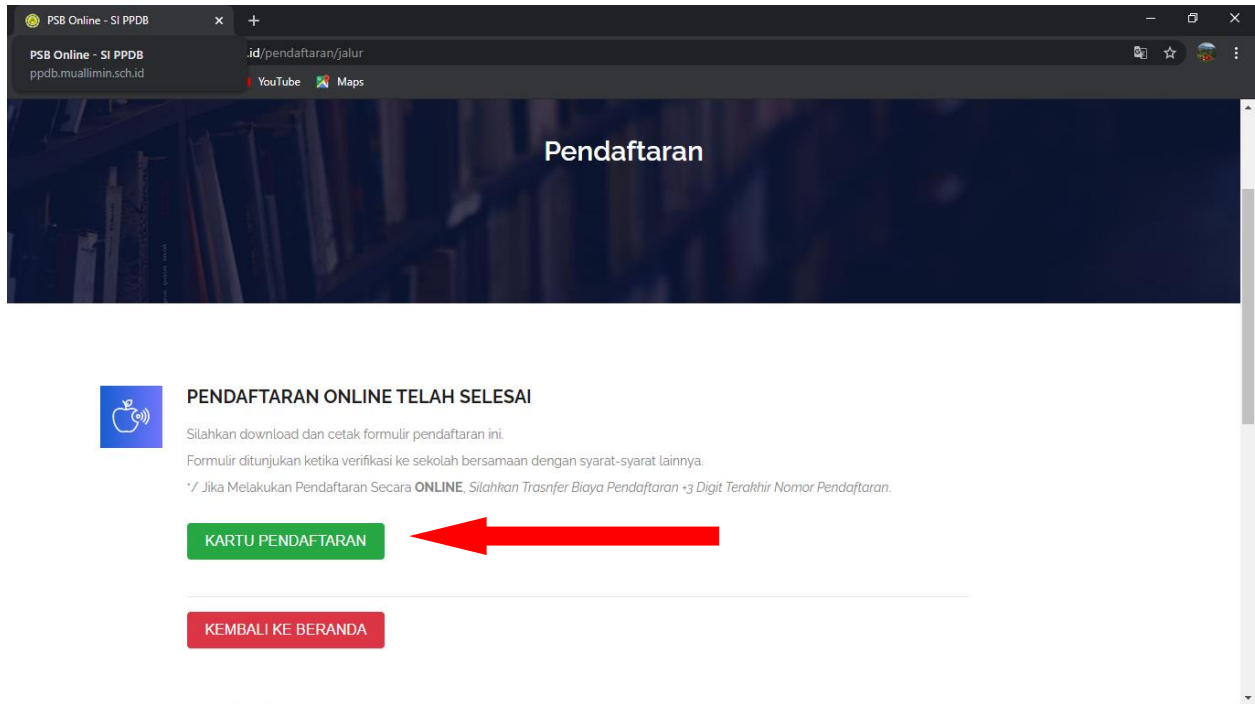 PSB Online - SI PPDB
PSB Online - SI PPDB
ppdb.muallimin.sch.id
.id/pendaftaran/jalur
YouTube Maps
Pendaftaran
PENDAFTARAN ONLINE TELAH SELESAI
Silahkan download dan cetak formulir pendaftaran ini.
Formulir ditunjukan ketika verifikasi ke sekolah bersamaan dengan syarat-syarat lainnya.
*/ Jika Melakukan Pendaftaran Secara ONLINE, Silahkan Trasnfer Biaya Pendaftaran +3 Digit Terakhir Nomor Pendaftaran.
KARTU PENDAFTARAN
KEMBALI KE BERANDA